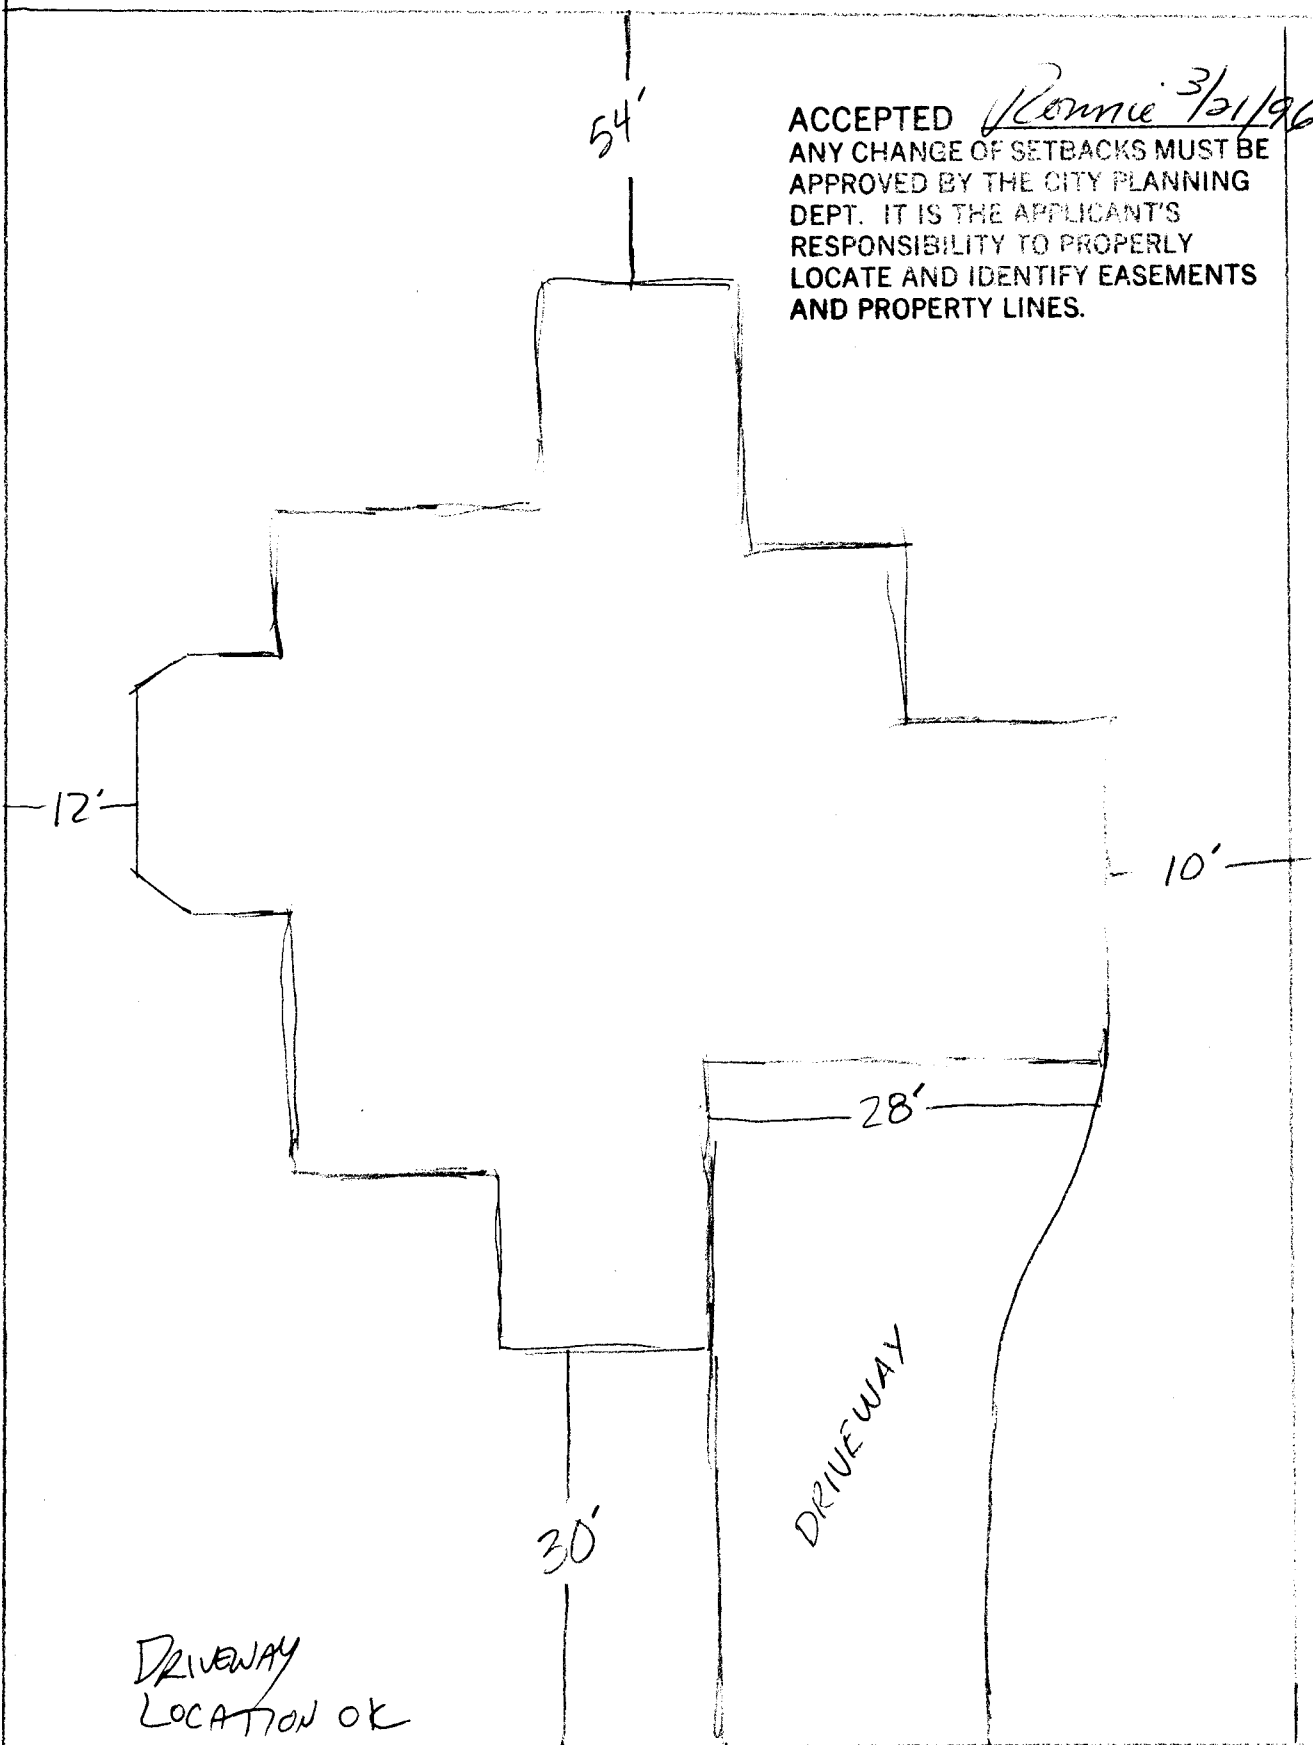 54'
ACCEPTED Ronnie 3/21/96
ANY CHANGE OF SETBACKS MUST BE
APPROVED BY THE CITY PLANNING
DEPT. IT IS THE APPLICANT'S
RESPONSIBILITY TO PROPERLY
LOCATE AND IDENTIFY EASEMENTS
AND PROPERTY LINES.
12'
10'
28'
DRIVEWAY
30'
DRIVEWAY
LOCATION OK